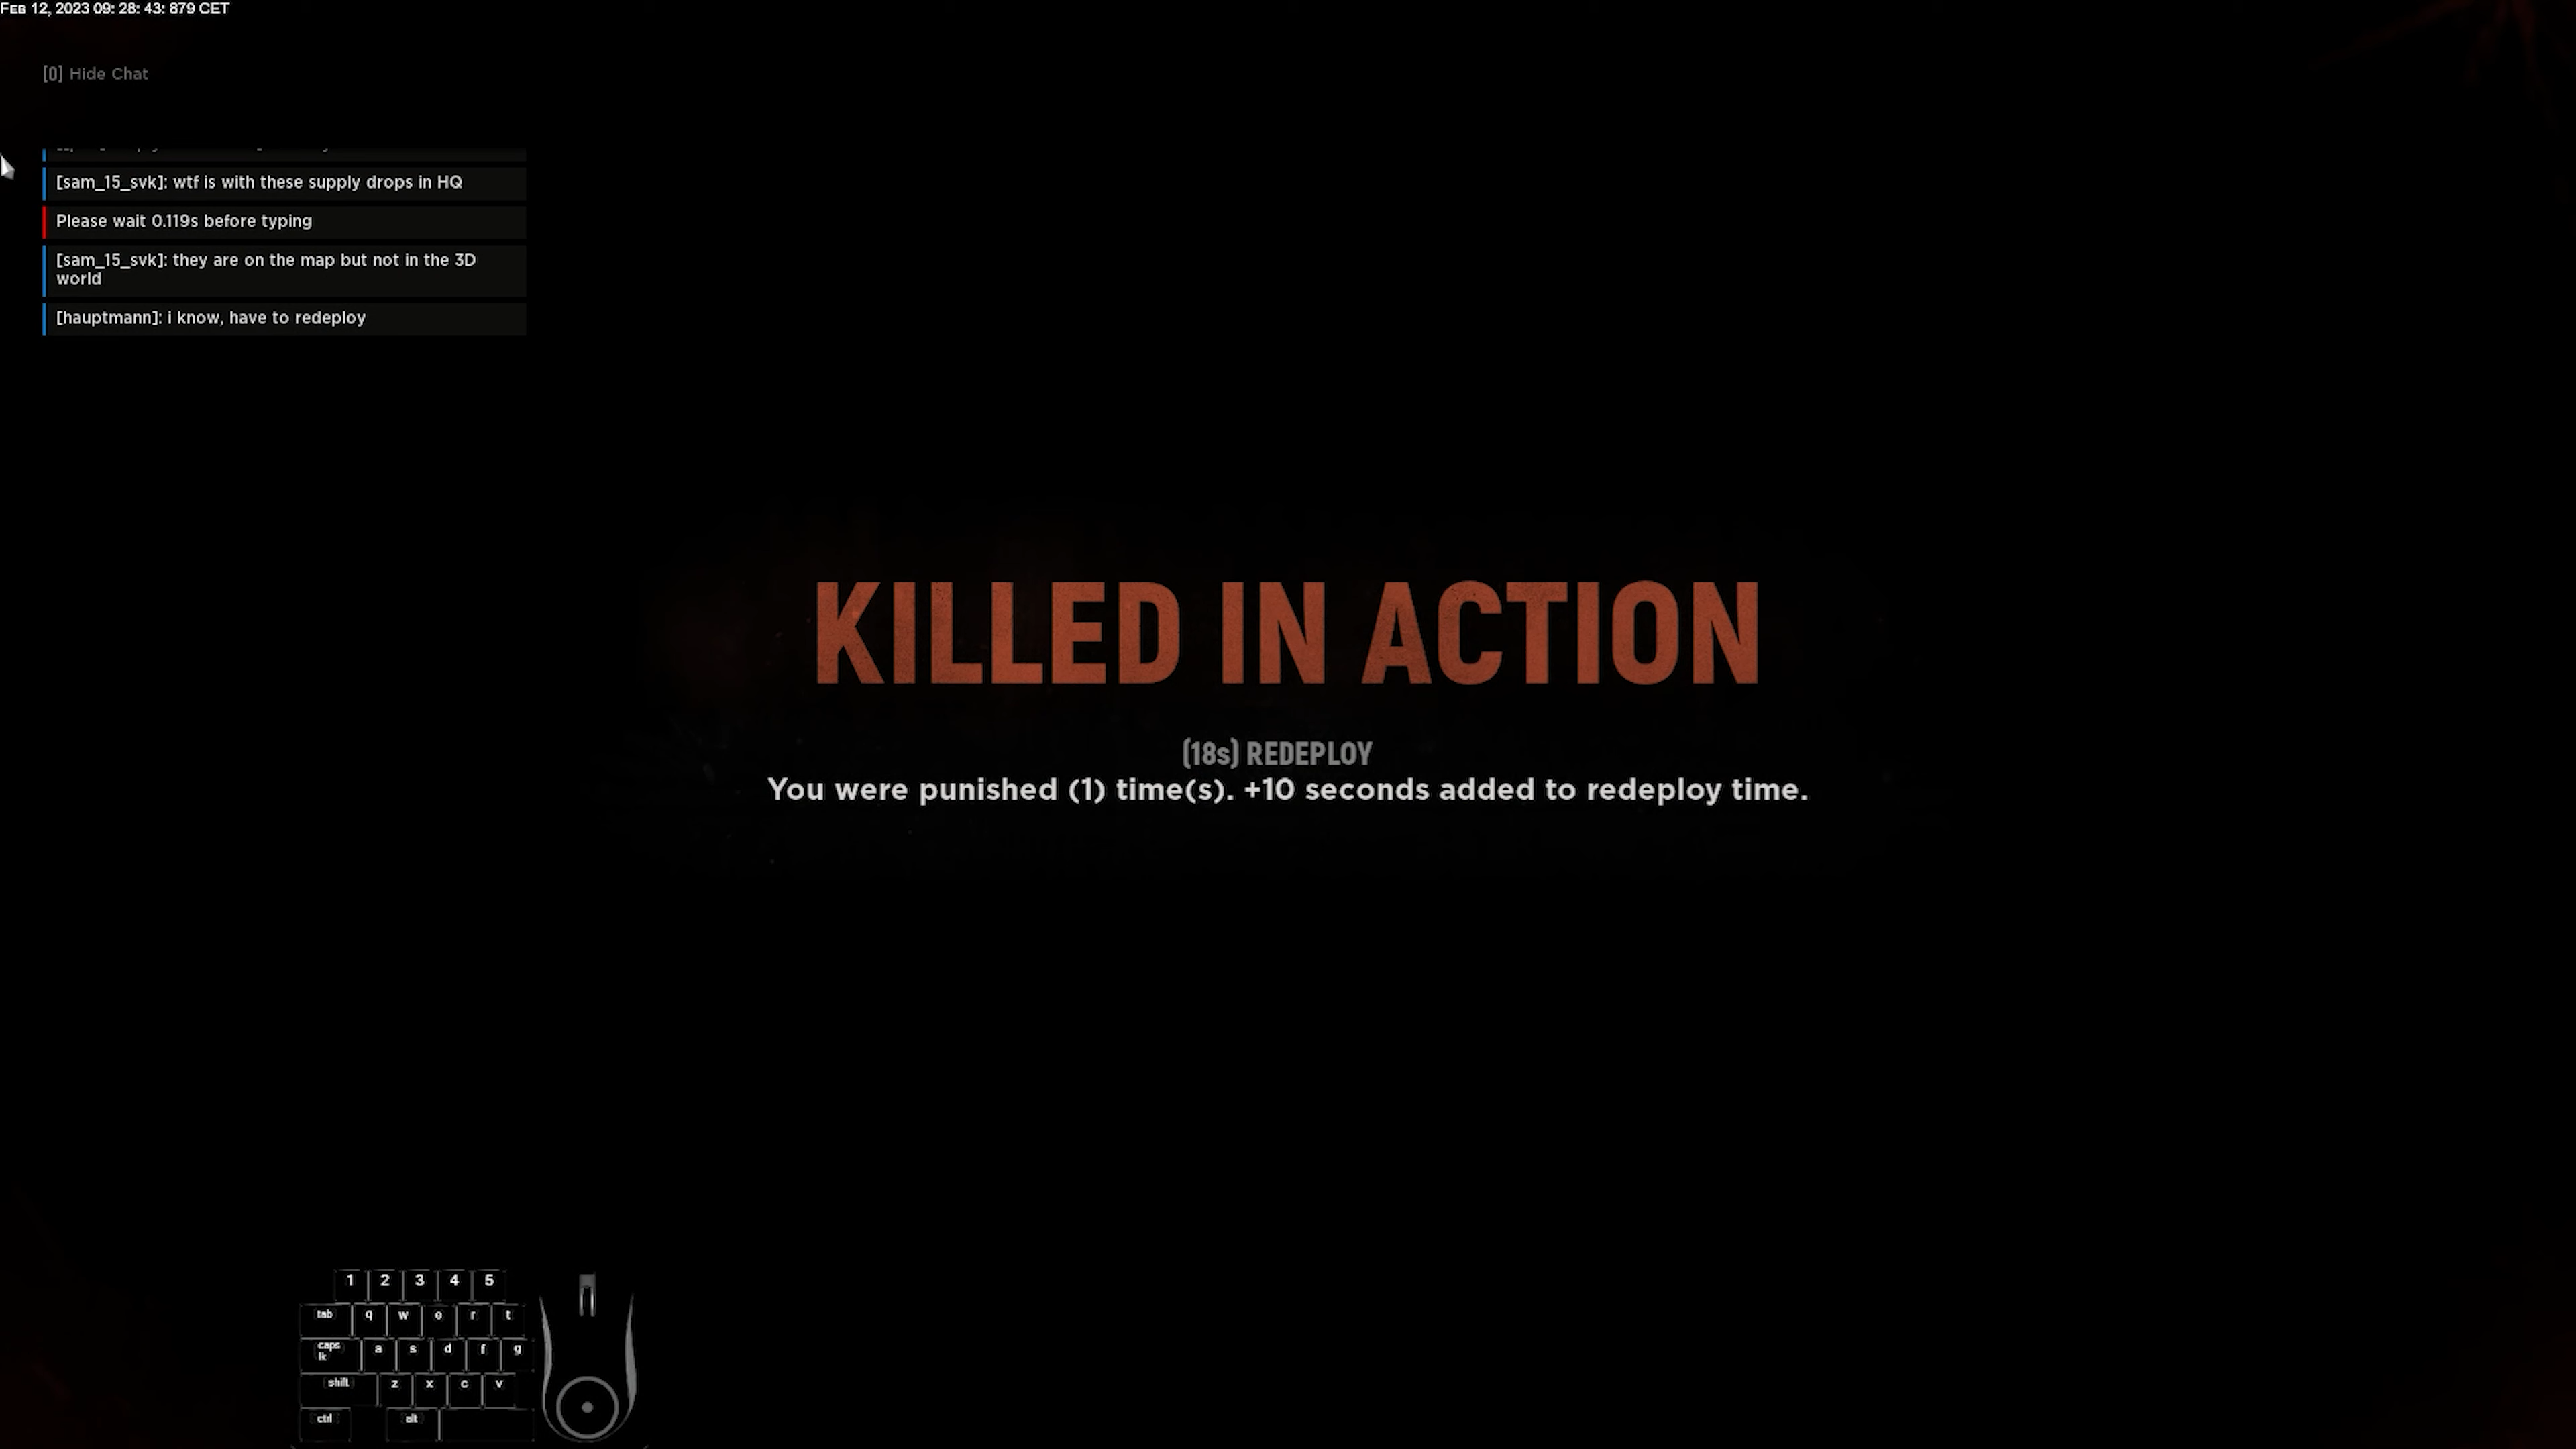 Feb 12, 2023 09: 28: 43: 879 CET
[0] Hide Chat
[sam_15_svk]: wtf is with these supply drops in HQ
Please wait 0.119s before typing
[sam_15_svk]: they are on the map but not in the 3D
world
[hauptmann]: i know, have to redeploy
KILLED IN ACTION
(18s) REDEPLOY
You were punished (1) time(s). +10 seconds added to redeploy time.
1 2 3 4 5
tab q w e r t
caps
lk a s d f g
shift z x c v
ctrl alt